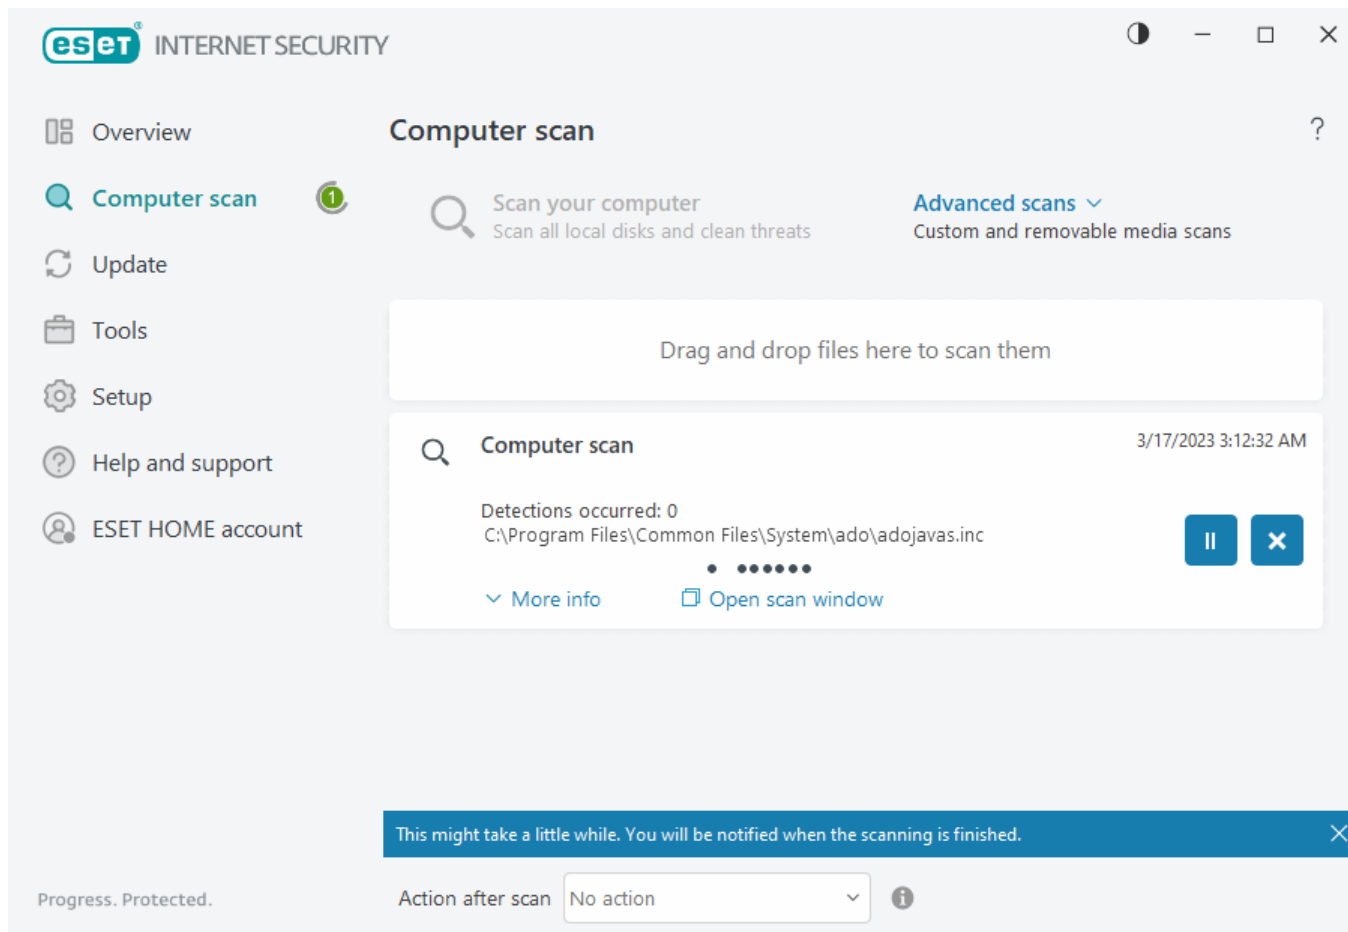 eset® INTERNET SECURITY
Overview
Computer scan
1
Update
Tools
Setup
Help and support
ESET HOME account
Progress. Protected.
Computer scan
?
Scan your computer
Scan all local disks and clean threats
Advanced scans
Custom and removable media scans
Drag and drop files here to scan them
Computer scan
3/17/2023 3:12:32 AM
Detections occurred: 0
C:\Program Files\Common Files\System\ado\adojavas.inc
More info
Open scan window
This might take a little while. You will be notified when the scanning is finished.
Action after scan
No action